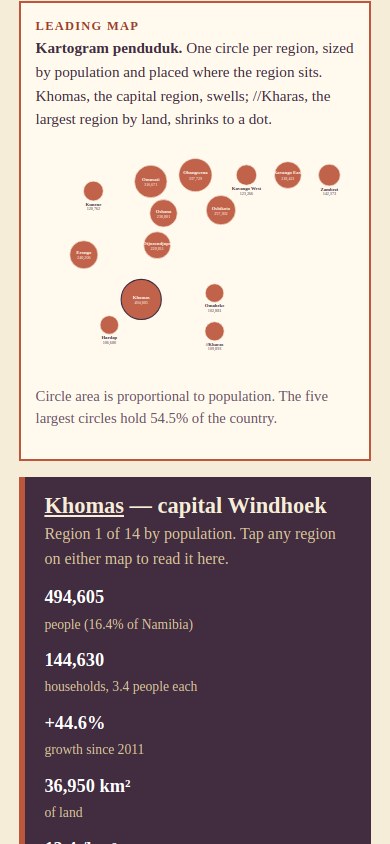 LEADING MAP
Kartogram penduduk. One circle per region, sized
by population and placed where the region sits.
Khomas, the capital region, swells; //Kharas, the
largest region by land, shrinks to a dot.
Ohangwena
Omusati
Kavango West
Zambezi
Kunene
Oshana
Oshikoto
Khomas
494,605
Omaheke
Hardap
//Kharas
Circle area is proportional to population. The five
largest circles hold 54.5% of the country.
Khomas — capital Windhoek
Region 1 of 14 by population. Tap any region
on either map to read it here.
494,605
people (16.4% of Namibia)
144,630
households, 3.4 people each
+44.6%
growth since 2011
36,950 km²
of land